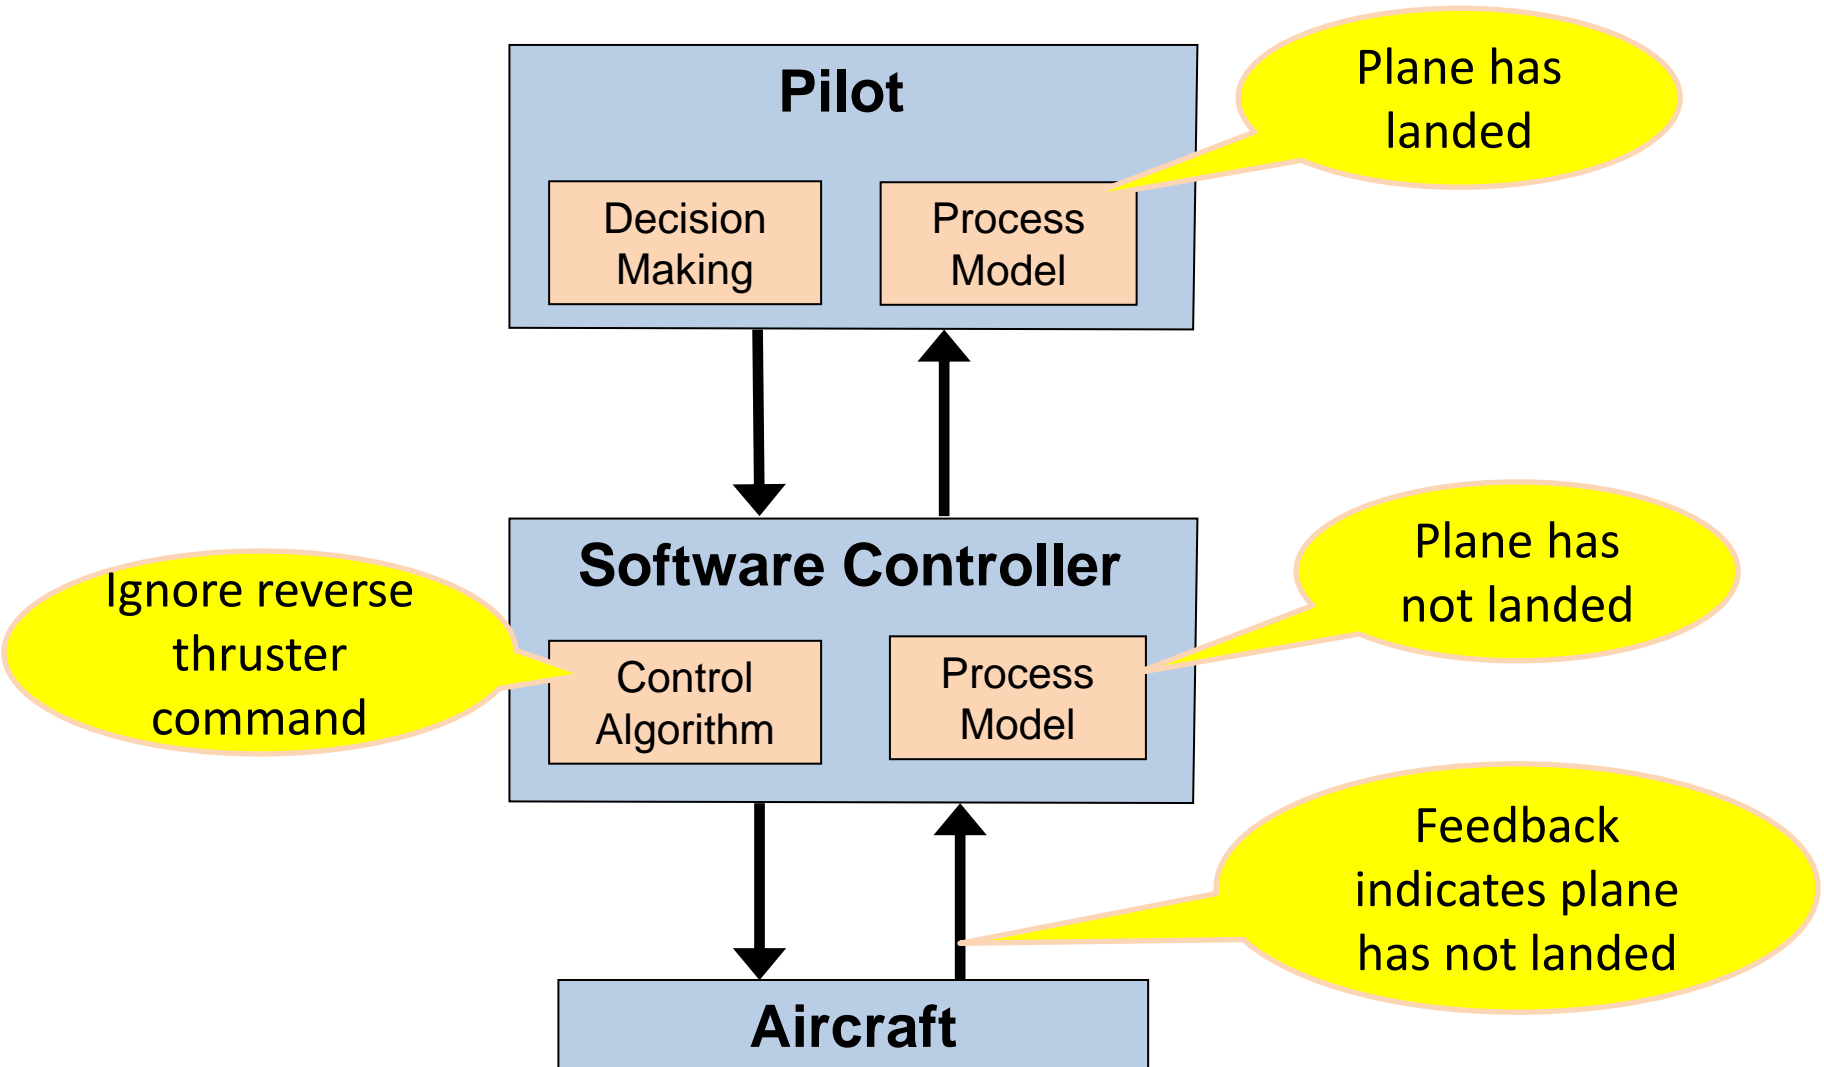 Pilot
Plane has
landed
Decision
Making
Process
Model
Software Controller
Plane has
not landed
Ignore reverse
thruster
command
Control
Algorithm
Process
Model
Feedback
indicates plane
has not landed
Aircraft